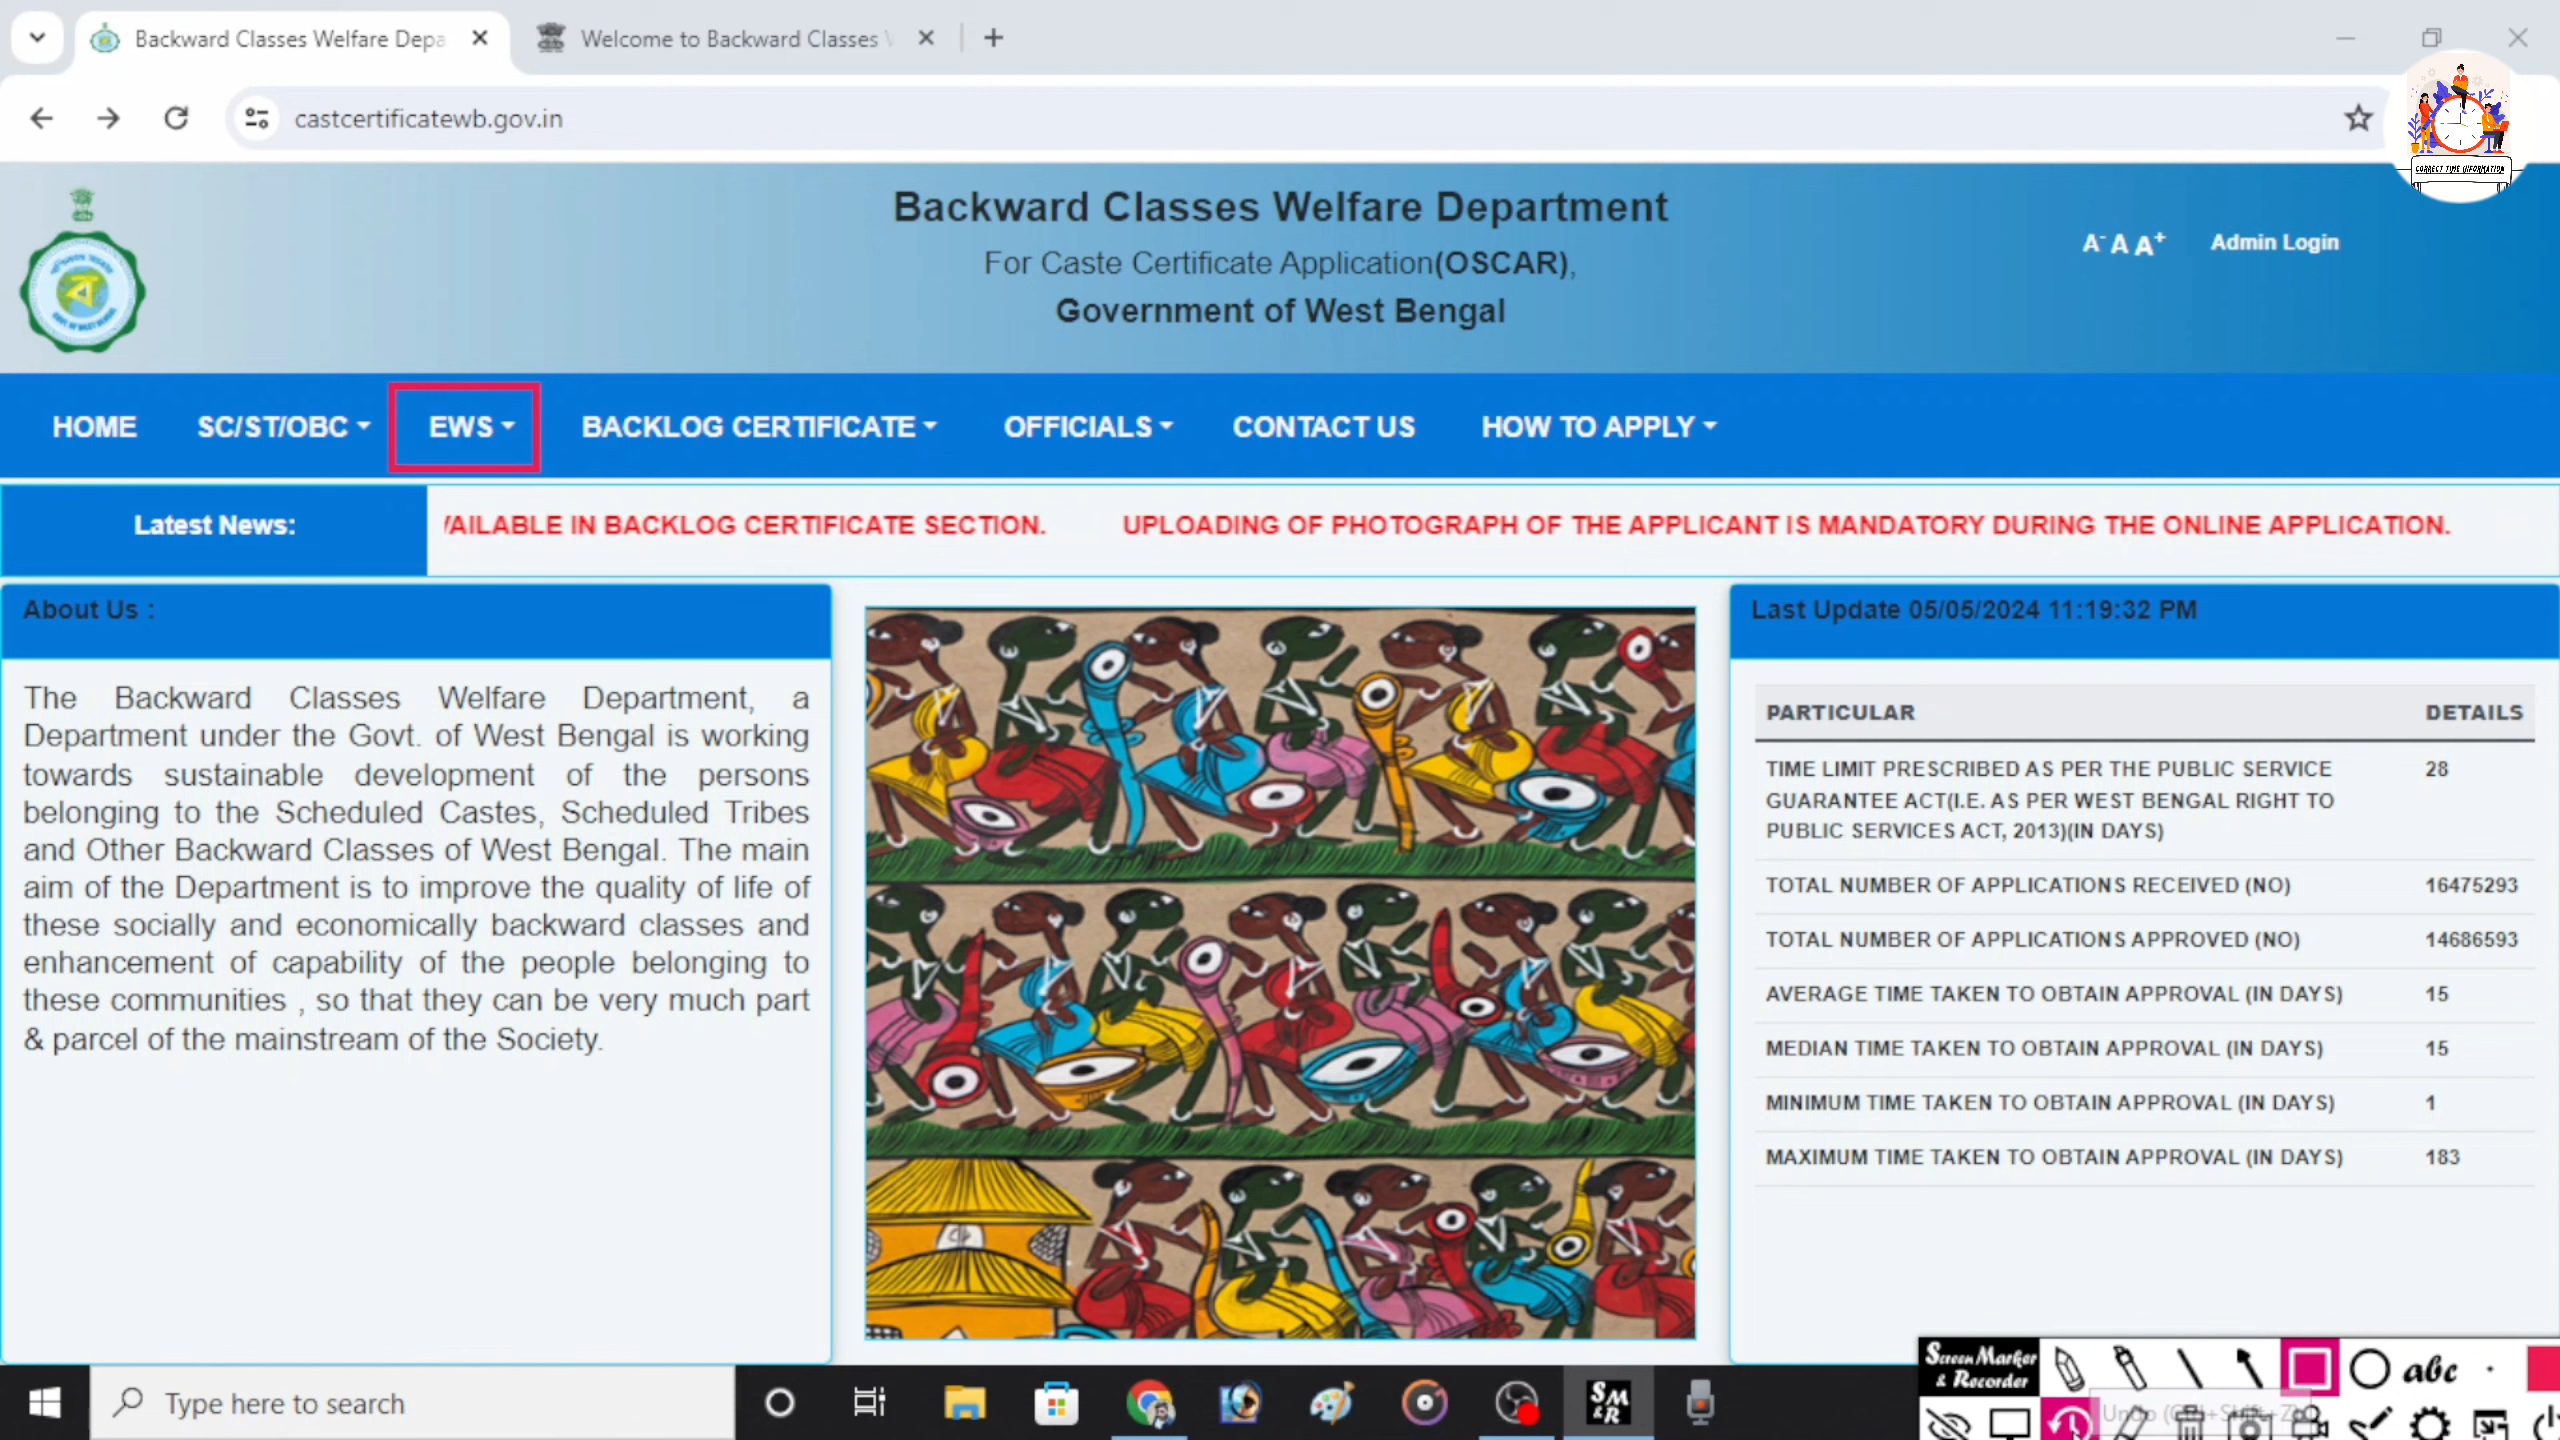 Backward Classes Welfare Depa
Welcome to Backward Classes
castcertificatewb.gov.in
CORRECT TIME INFORMATION
Backward Classes Welfare Department
For Caste Certificate Application(OSCAR),
Government of West Bengal
A- A A+
Admin Login
HOME
SC/ST/OBC
EWS
BACKLOG CERTIFICATE
OFFICIALS
CONTACT US
HOW TO APPLY
Latest News:
AILABLE IN BACKLOG CERTIFICATE SECTION. UPLOADING OF PHOTOGRAPH OF THE APPLICANT IS MANDATORY DURING THE ONLINE APPLICATION.
About Us :
The Backward Classes Welfare Department, a
Department under the Govt. of West Bengal is working
towards sustainable development of the persons
belonging to the Scheduled Castes, Scheduled Tribes
and Other Backward Classes of West Bengal. The main
aim of the Department is to improve the quality of life of
these socially and economically backward classes and
enhancement of capability of the people belonging to
these communities , so that they can be very much part
& parcel of the mainstream of the Society.
Last Update 05/05/2024 11:19:32 PM
PARTICULAR DETAILS
TIME LIMIT PRESCRIBED AS PER THE PUBLIC SERVICE 28
GUARANTEE ACT(I.E. AS PER WEST BENGAL RIGHT TO
PUBLIC SERVICES ACT, 2013)(IN DAYS)
TOTAL NUMBER OF APPLICATIONS RECEIVED (NO) 16475293
TOTAL NUMBER OF APPLICATIONS APPROVED (NO) 14686593
AVERAGE TIME TAKEN TO OBTAIN APPROVAL (IN DAYS) 15
MEDIAN TIME TAKEN TO OBTAIN APPROVAL (IN DAYS) 15
MINIMUM TIME TAKEN TO OBTAIN APPROVAL (IN DAYS) 1
MAXIMUM TIME TAKEN TO OBTAIN APPROVAL (IN DAYS) 183
Screen Marker
& Recorder
abc
Undo (Ctrl+Shift+Z)
Type here to search
SM
&R